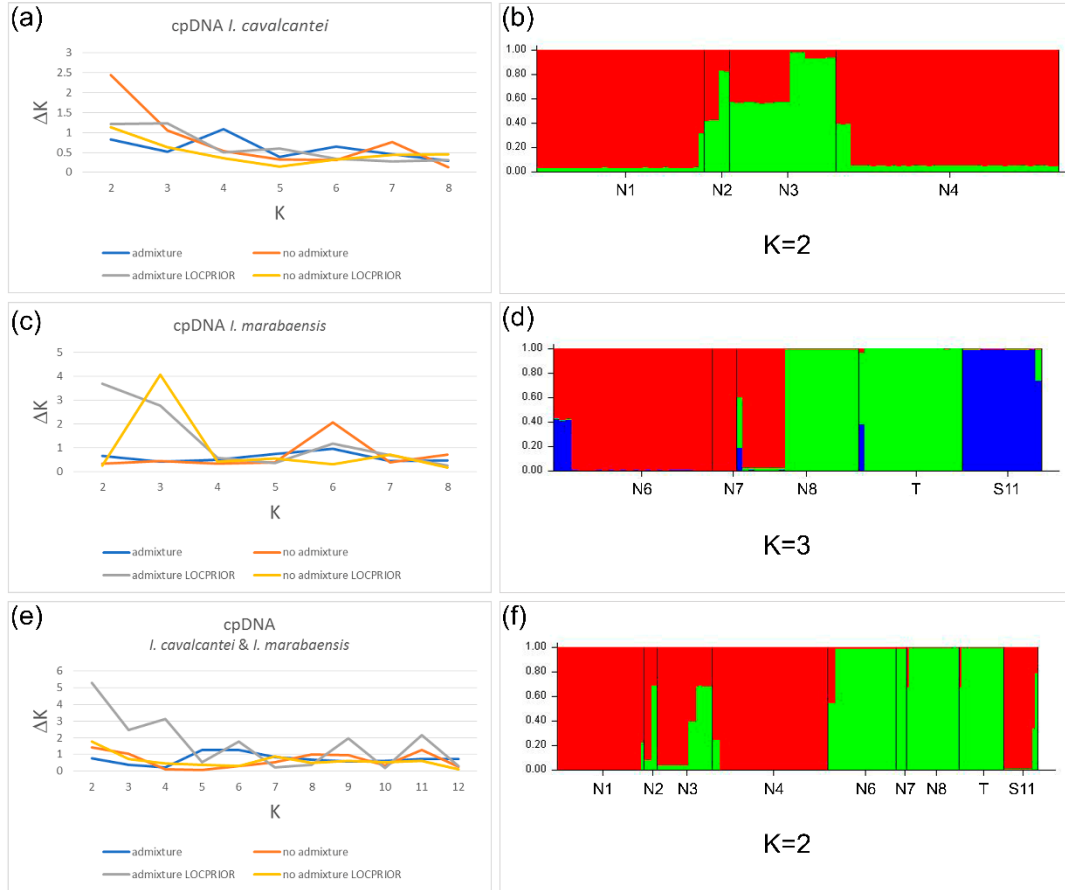 (a)
cpDNA I. cavalcantei
3
2.5
2
1.5
1
0.5
0
ΔK
2 3 4 5 6 7 8
K
admixture no admixture
admixture LOCPRIOR no admixture LOCPRIOR
(b)
1.00
0.80
0.60
0.40
0.20
0.00
N1 N2 N3 N4
K=2
(c)
cpDNA I. marabaensis
5
4
3
2
1
0
ΔK
2 3 4 5 6 7 8
K
admixture no admixture
admixture LOCPRIOR no admixture LOCPRIOR
(d)
1.00
0.80
0.60
0.40
0.20
0.00
N6 N7 N8 T S11
K=3
(e)
cpDNA
I. cavalcantei & I. marabaensis
6
5
4
3
2
1
0
ΔK
2 3 4 5 6 7 8 9 10 11 12
K
admixture no admixture
admixture LOCPRIOR no admixture LOCPRIOR
(f)
1.00
0.80
0.60
0.40
0.20
0.00
N1 N2 N3 N4 N6 N7 N8 T S11
K=2